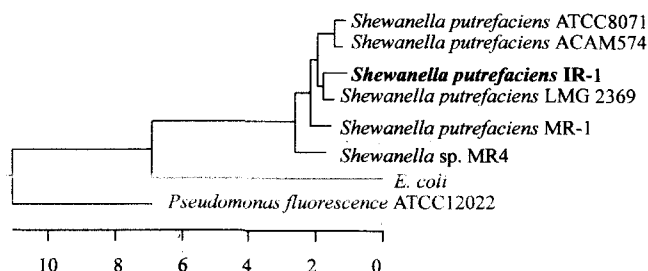 Shewanella putrefaciens ATCC8071
Shewanella putrefaciens ACAM574
Shewanella putrefaciens IR-1
Shewanella putrefaciens LMG 2369
Shewanella putrefaciens MR-1
Shewanella sp. MR4
E. coli
Pseudomonas fluorescence ATCC12022
10 8 6 4 2 0